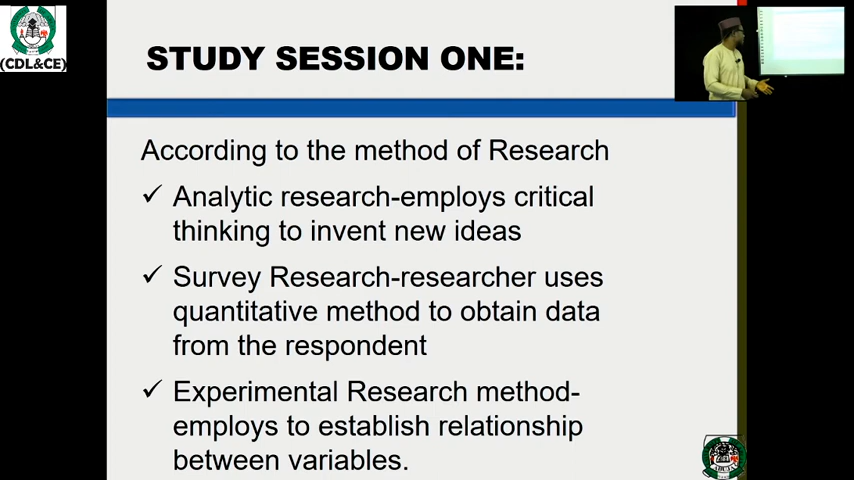 (CDL&CE)
STUDY SESSION ONE:
According to the method of Research
✓ Analytic research-employs critical
thinking to invent new ideas
✓ Survey Research-researcher uses
quantitative method to obtain data
from the respondent
✓ Experimental Research method-
employs to establish relationship
between variables.